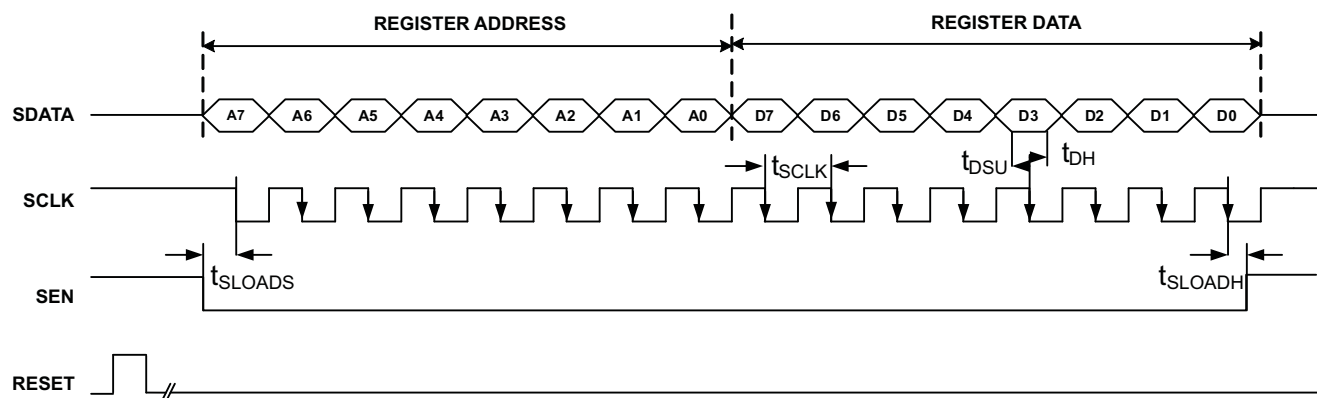 REGISTER ADDRESS REGISTER DATA
SDATA A7 A6 A5 A4 A3 A2 A1 A0 D7 D6 D5 D4 D3 D2 D1 D0
tSCLK tDSU tDH
SCLK
tSLOADS tSLOADH
SEN
RESET